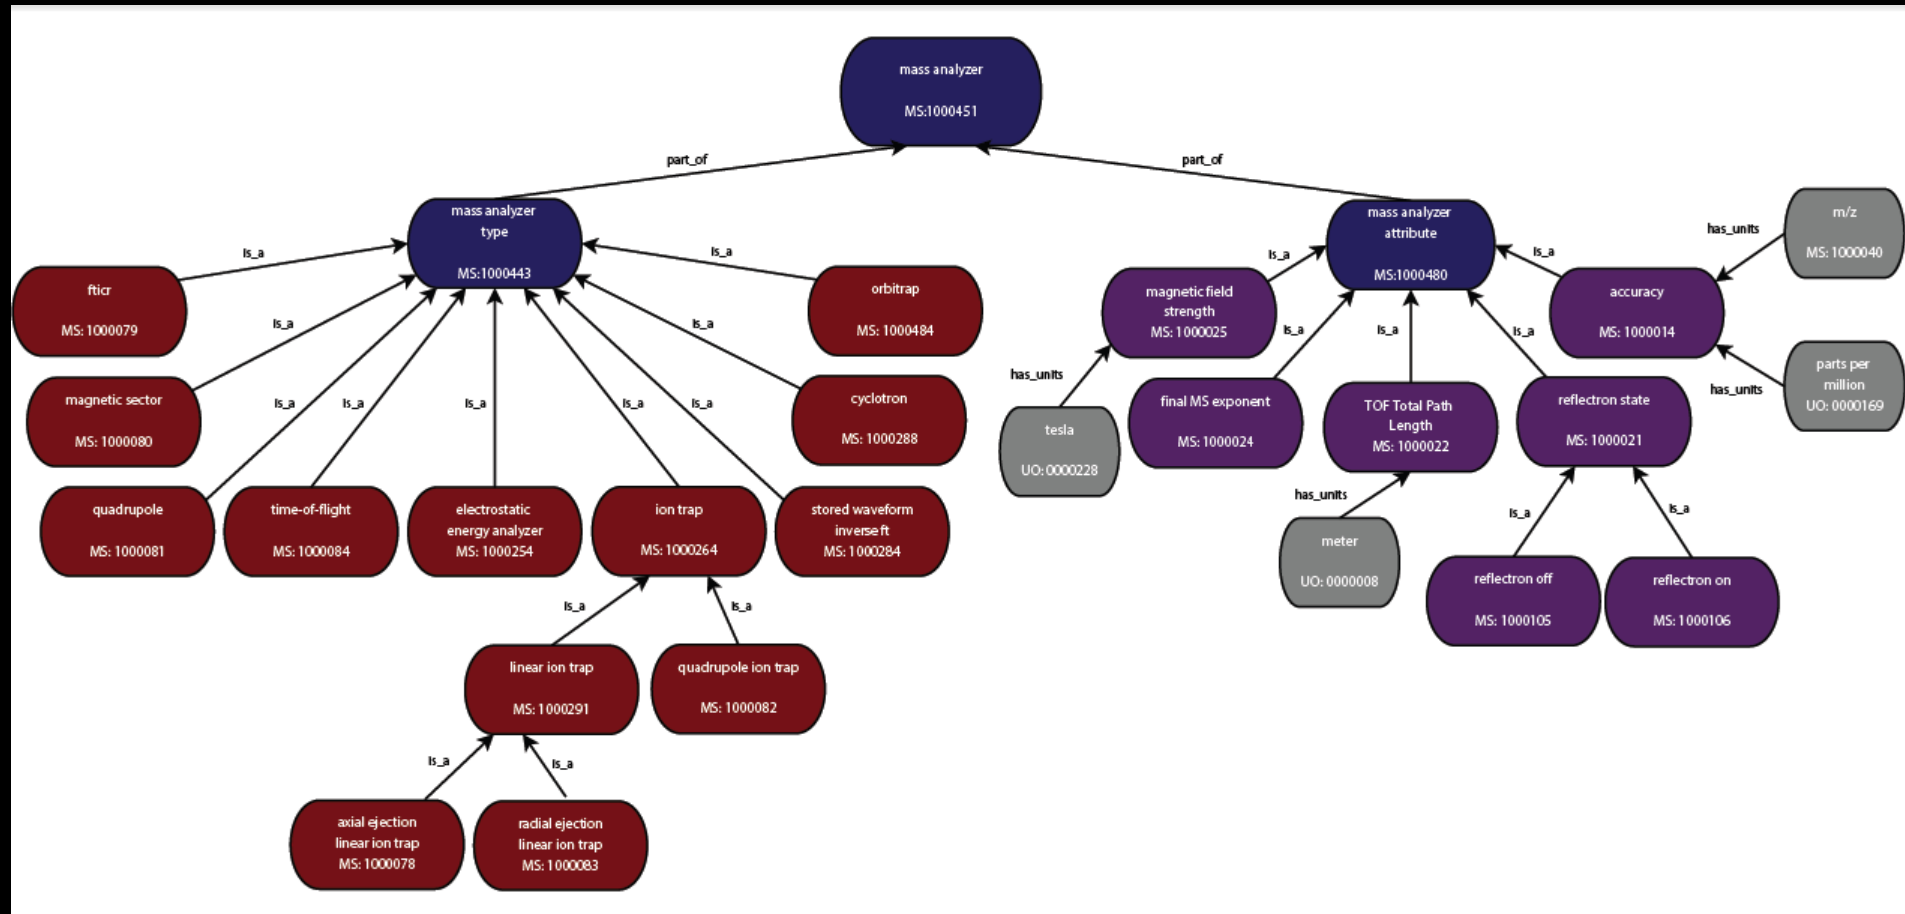 mass analyzer
MS:1000451
part_of
part_of
mass analyzer
type
MS:1000443
mass analyzer
attribute
MS:1000480
m/z
MS: 1000040
has_units
Is_a
Is_a
Is_a
Is_a
fticr
MS: 1000079
orbitrap
MS: 1000484
magnetic field
strength
MS: 1000025
accuracy
MS: 1000014
Is_a
Is_a
Is_a
Is_a
Is_a
has_units
has_units
parts per
million
UO: 0000169
magnetic sector
MS: 1000080
Is_a
Is_a
Is_a
Is_a
Is_a
cyclotron
MS: 1000288
tesla
UO: 0000228
final MS exponent
MS: 1000024
TOF Total Path
Length
MS: 1000022
reflectron state
MS: 1000021
quadrupole
MS: 1000081
time-of-flight
MS: 1000084
electrostatic
energy analyzer
MS: 1000254
ion trap
MS: 1000264
stored waveform
inverse ft
MS: 1000284
has_units
meter
UO: 0000008
Is_a
Is_a
reflectron off
MS: 1000105
reflectron on
MS: 1000106
Is_a
Is_a
linear ion trap
MS: 1000291
quadrupole ion trap
MS: 1000082
Is_a
Is_a
axial ejection
linear ion trap
MS: 1000078
radial ejection
linear ion trap
MS: 1000083